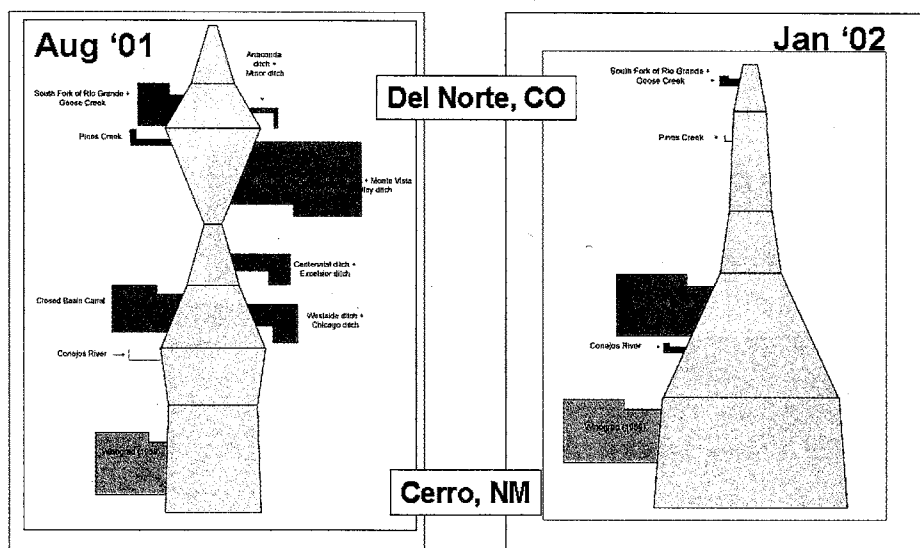 Aug '01
Anaconda
ditch +
Minor ditch
South Fork of Rio Grande +
Goose Creek
Pinos Creek
+ Monte Vista
ditch
Centennial ditch +
Excelsior ditch
Closed Basin Canal
Westside ditch +
Chicago ditch
Conejos River
Del Norte, CO
Cerro, NM
Jan '02
South Fork of Rio Grande +
Goose Creek
Pinos Creek
Conejos River